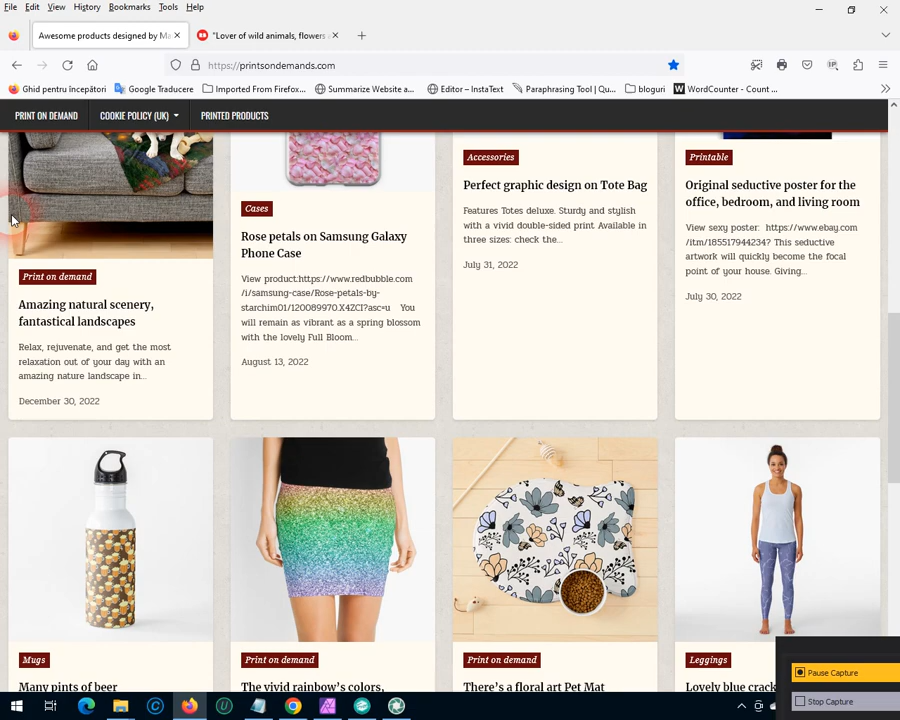 File Edit View History Bookmarks Tools Help
Awesome products designed by Ma
"Lover of wild animals, flowers
https://printsondemands.com
Ghid pentru începători
Google Traducere
Imported From Firefox...
Summarize Website a...
Editor – InstaText
Paraphrasing Tool | Qu...
bloguri
WordCounter - Count ...
PRINT ON DEMAND
COOKIE POLICY (UK)
PRINTED PRODUCTS
Print on demand
Amazing natural scenery,
fantastical landscapes
Relax, rejuvenate, and get the most
relaxation out of your day with an
amazing nature landscape in...
December 30, 2022
Cases
Rose petals on Samsung Galaxy
Phone Case
View product:https://www.redbubble.com
/i/samsung-case/Rose-petals-by-
starchim01/120089970.X4ZCI?asc=u You
will remain as vibrant as a spring blossom
with the lovely Full Bloom...
August 13, 2022
Accessories
Perfect graphic design on Tote Bag
Features Totes deluxe. Sturdy and stylish
with a vivid double-sided print Available in
three sizes: check the...
July 31, 2022
Printable
Original seductive poster for the
office, bedroom, and living room
View sexy poster: https://www.ebay.com
/itm/185517944234? This seductive
artwork will quickly become the focal
point of your house. Giving...
July 30, 2022
Mugs
Many pints of beer
Print on demand
The vivid rainbow's colors,
Print on demand
There's a floral art Pet Mat
Leggings
Lovely blue crack
Pause Capture
Stop Capture